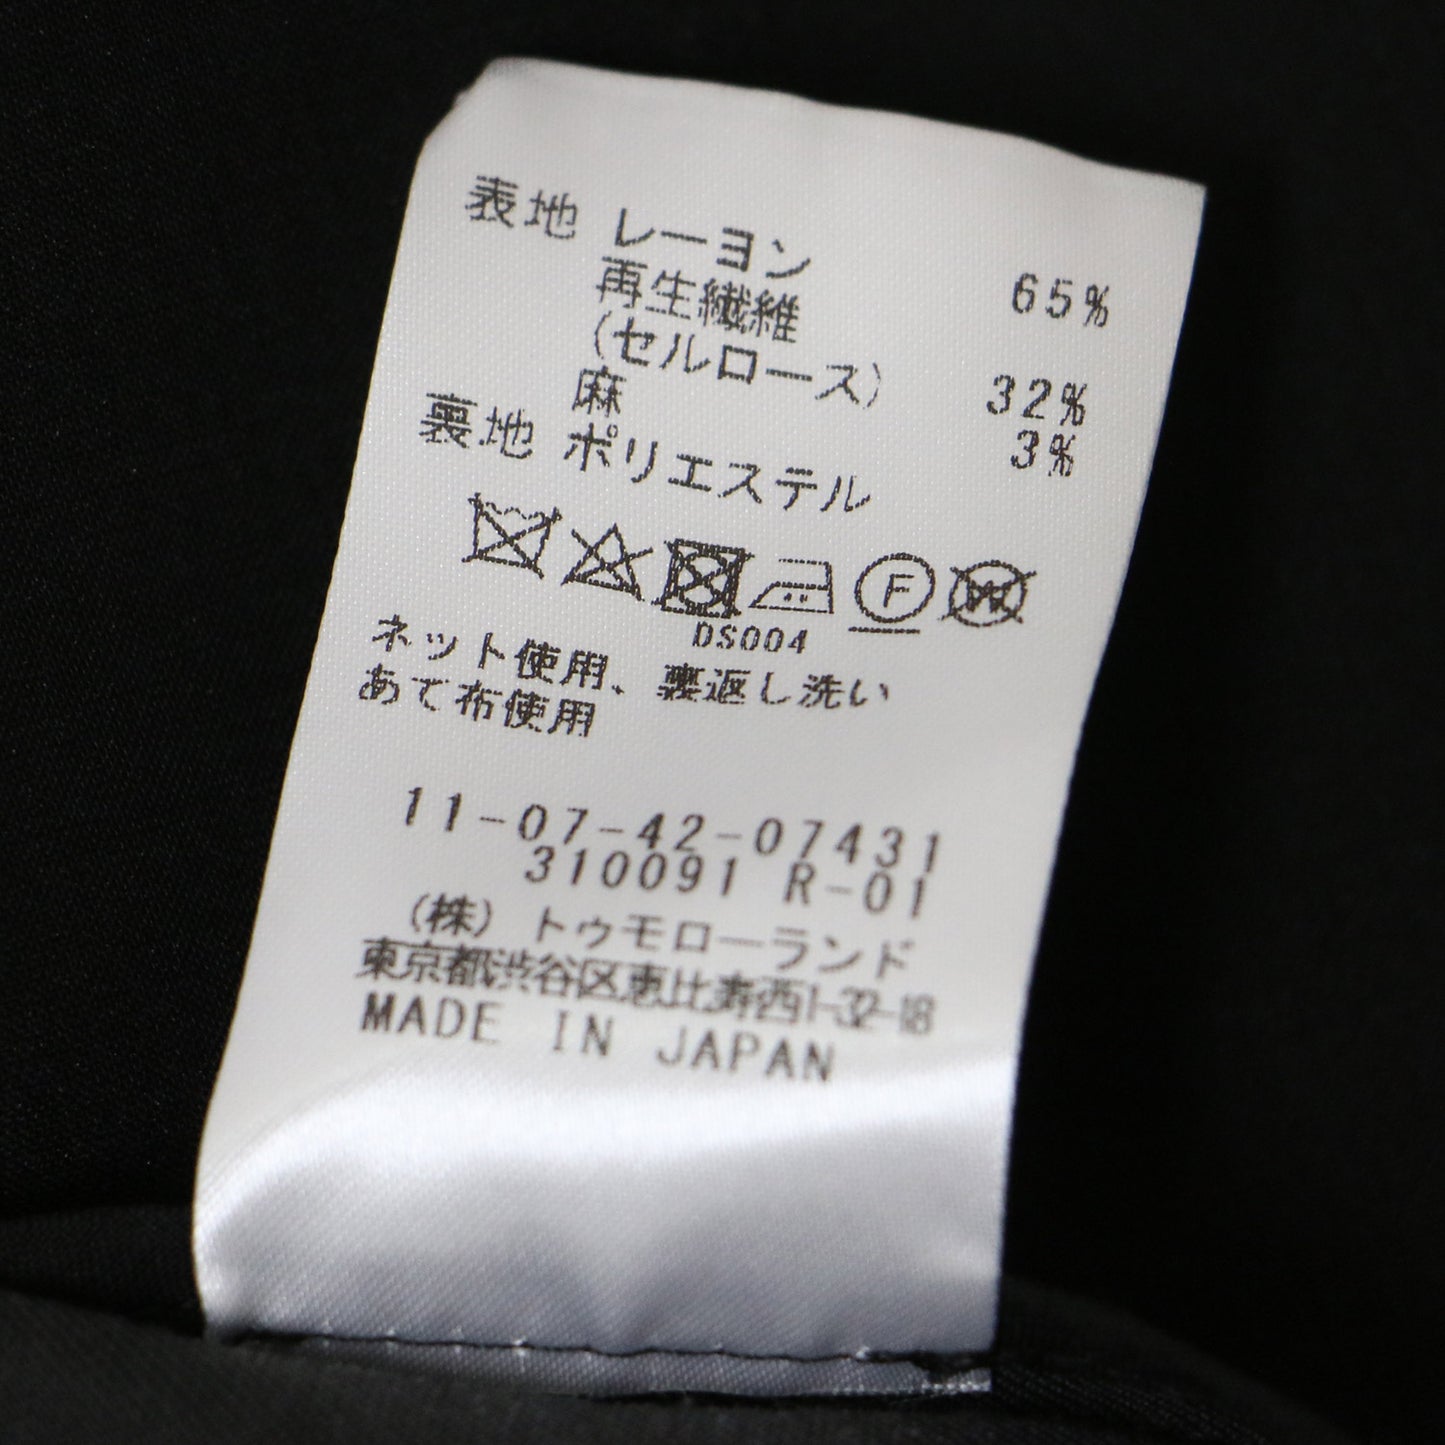 表地 レーヨン 65%
再生繊維
(セルロース) 32%
麻 3%
裏地 ポリエステル
F W
DS004
ネット使用、裏返し洗い
あて布使用
11-07-42-07431
310091 R-01
(株)トゥモローランド
東京都渋谷区恵比寿西1-32-18
MADE IN JAPAN